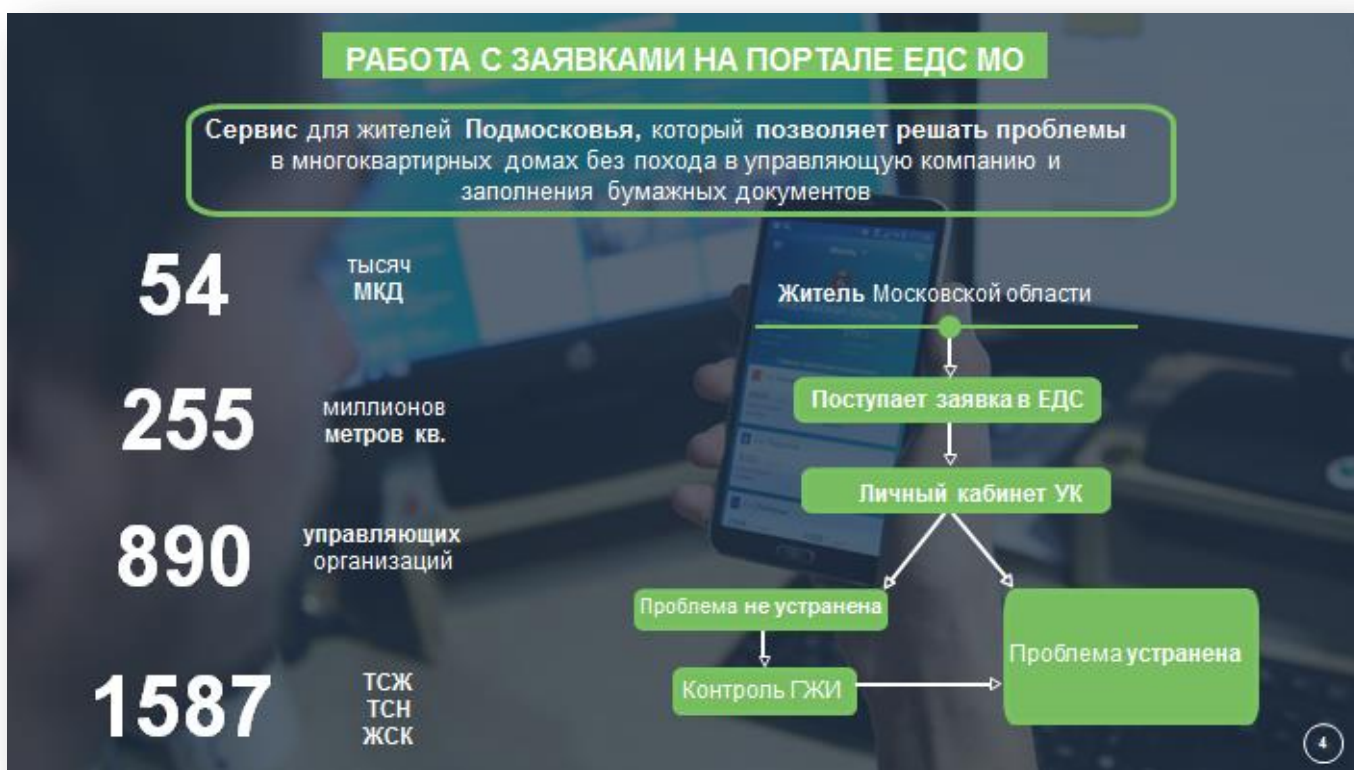 РАБОТА С ЗАЯВКАМИ НА ПОРТАЛЕ ЕДС МО
Сервис для жителей Подмосковья, который позволяет решать проблемы
в многоквартирных домах без похода в управляющую компанию и
заполнения бумажных документов
54
тысяч
МКД
255
миллионов
метров кв.
890
управляющих
организаций
1587
ТСЖ
ТСН
ЖСК
Житель Московской области
Поступает заявка в ЕДС
Личный кабинет УК
Проблема не устранена
Контроль ГЖИ
Проблема устранена
4